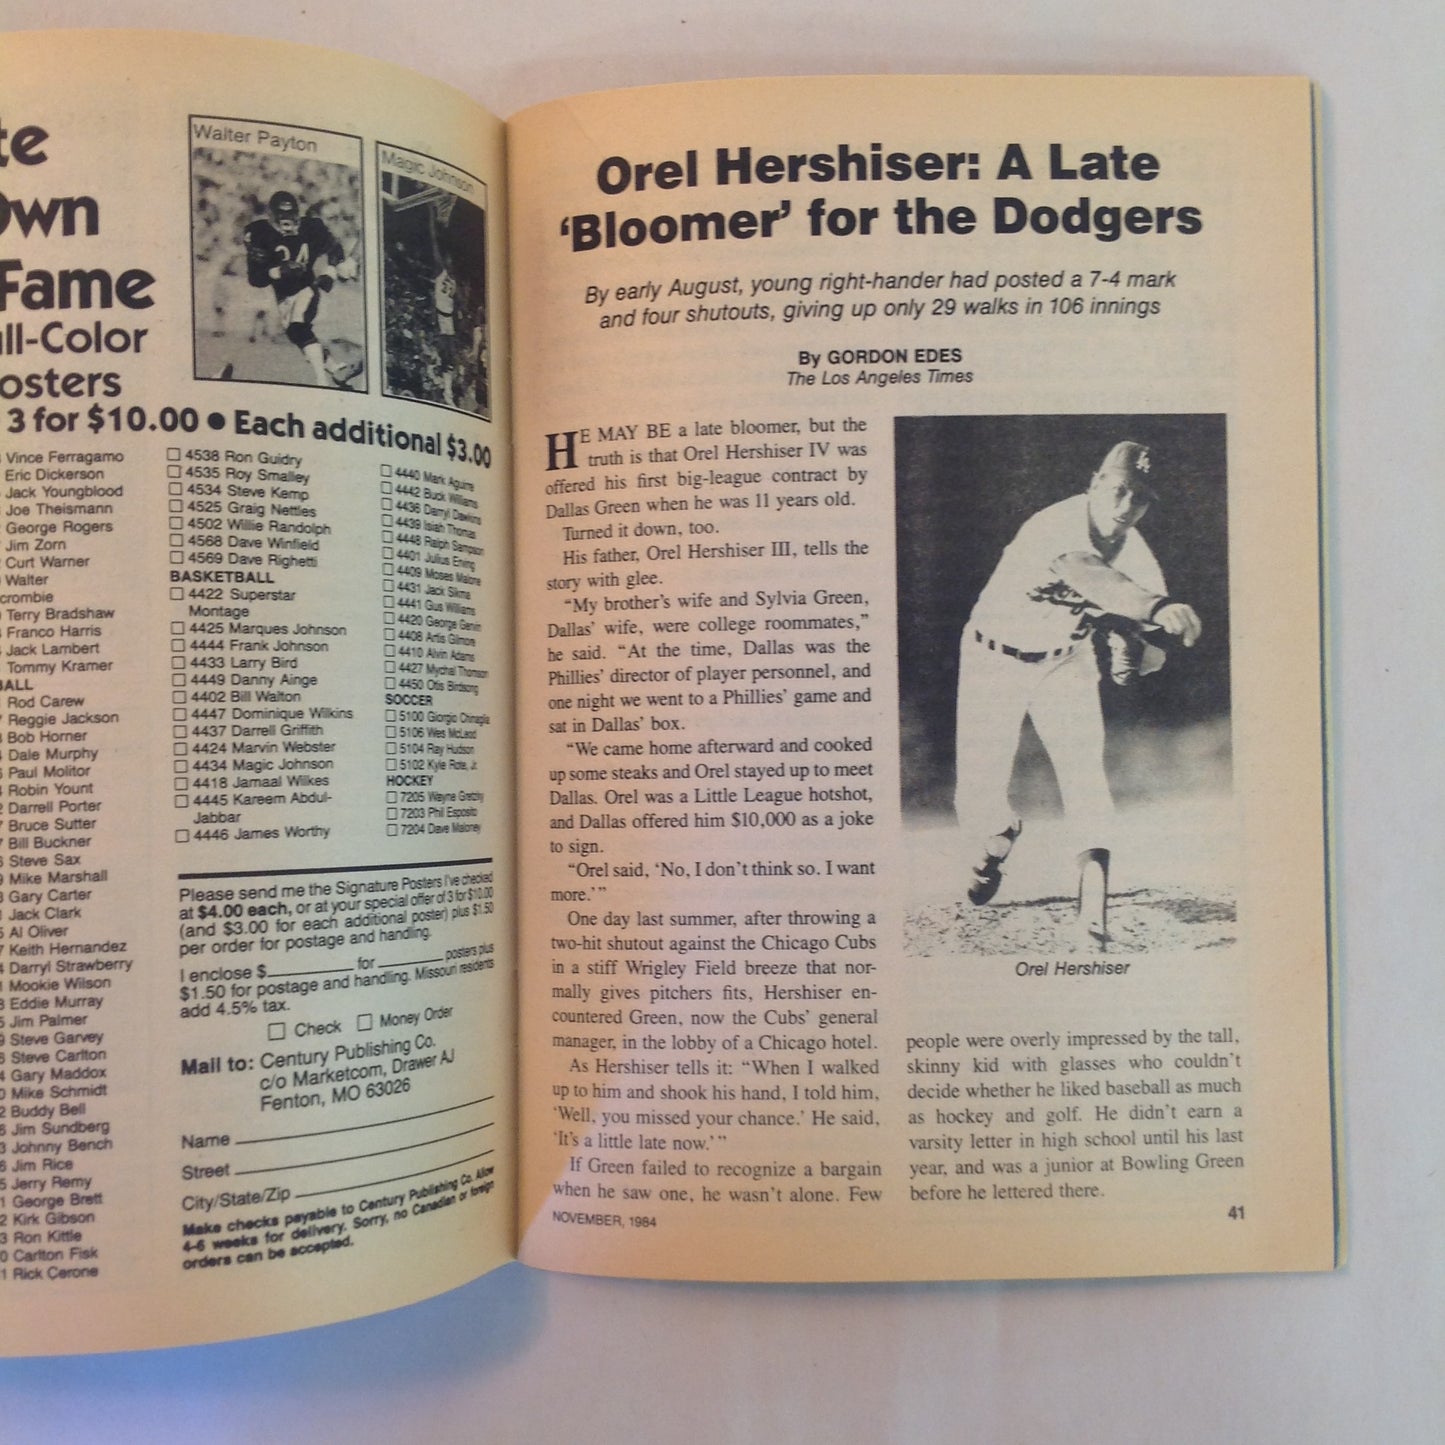 te
Own
Fame
ull-Color
osters
3 for $10.00 • Each additional $3.00
Walter Payton
Magic Johnson
Vince Ferragamo
Eric Dickerson
Jack Youngblood
Joe Theismann
George Rogers
Jim Zorn
Curt Warner
Walter
crombie
Terry Bradshaw
Franco Harris
Jack Lambert
Tommy Kramer
BALL
Rod Carew
Reggie Jackson
Bob Horner
Dale Murphy
Paul Molitor
Robin Yount
Darrell Porter
Bruce Sutter
Bill Buckner
Steve Sax
Mike Marshall
Gary Carter
Jack Clark
Al Oliver
Keith Hernandez
Darryl Strawberry
Mookie Wilson
Eddie Murray
Jim Palmer
Steve Garvey
Steve Carlton
Gary Maddox
Mike Schmidt
Buddy Bell
Jim Sundberg
Johnny Bench
Jim Rice
Jerry Remy
George Brett
Kirk Gibson
Ron Kittle
Carlton Fisk
Rick Cerone
4538 Ron Guidry
4535 Roy Smalley
4534 Steve Kemp
4525 Graig Nettles
4502 Willie Randolph
4568 Dave Winfield
4569 Dave Righetti
BASKETBALL
4422 Superstar
Montage
4425 Marques Johnson
4444 Frank Johnson
4433 Larry Bird
4449 Danny Ainge
4402 Bill Walton
4447 Dominique Wilkins
4437 Darrell Griffith
4424 Marvin Webster
4434 Magic Johnson
4418 Jamaal Wilkes
4445 Kareem Abdul-
Jabbar
4446 James Worthy
4440 Mark Aguirre
4442 Buck Williams
4436 Darryl Dawkins
4439 Isiah Thomas
4448 Ralph Sampson
4401 Julius Erving
4409 Moses Malone
4431 Jack Sikma
4441 Gus Williams
4420 George Gervin
4408 Artis Gilmore
4410 Alvin Adams
4427 Mychal Thomson
4450 Otis Birdsong
SOCCER
5100 Giorgio Chinaglia
5106 Wes McLeod
5104 Ray Hudson
5102 Kyle Rote, Jr.
HOCKEY
7205 Wayne Gretzky
7203 Phil Esposito
7204 Dave Maloney
Please send me the Signature Posters I've checked
at $4.00 each, or at your special offer of 3 for $10.00
(and $3.00 for each additional poster) plus $1.50
per order for postage and handling.
I enclose $ for posters plus
$1.50 for postage and handling. Missouri residents
add 4.5% tax.
Check Money Order
Mail to: Century Publishing Co.
c/o Marketcom, Drawer AJ
Fenton, MO 63026
Name
Street
City/State/Zip
Make checks payable to Century Publishing Co. Allow
4-6 weeks for delivery. Sorry, no Canadian or foreign
orders can be accepted.
Orel Hershiser: A Late
'Bloomer' for the Dodgers
By early August, young right-hander had posted a 7-4 mark
and four shutouts, giving up only 29 walks in 106 innings
By GORDON EDES
The Los Angeles Times
HE MAY BE a late bloomer, but the
truth is that Orel Hershiser IV was
offered his first big-league contract by
Dallas Green when he was 11 years old.
Turned it down, too.
His father, Orel Hershiser III, tells the
story with glee.
"My brother's wife and Sylvia Green,
Dallas' wife, were college roommates,"
he said. "At the time, Dallas was the
Phillies' director of player personnel, and
one night we went to a Phillies' game and
sat in Dallas' box.
"We came home afterward and cooked
up some steaks and Orel stayed up to meet
Dallas. Orel was a Little League hotshot,
and Dallas offered him $10,000 as a joke
to sign.
"Orel said, 'No, I don't think so. I want
more.'"
One day last summer, after throwing a
two-hit shutout against the Chicago Cubs
in a stiff Wrigley Field breeze that nor-
mally gives pitchers fits, Hershiser en-
countered Green, now the Cubs' general
manager, in the lobby of a Chicago hotel.
As Hershiser tells it: "When I walked
up to him and shook his hand, I told him,
'Well, you missed your chance.' He said,
'It's a little late now.'"
If Green failed to recognize a bargain
when he saw one, he wasn't alone. Few
LA
Orel Hershiser
people were overly impressed by the tall,
skinny kid with glasses who couldn't
decide whether he liked baseball as much
as hockey and golf. He didn't earn a
varsity letter in high school until his last
year, and was a junior at Bowling Green
before he lettered there.
NOVEMBER, 1984
41